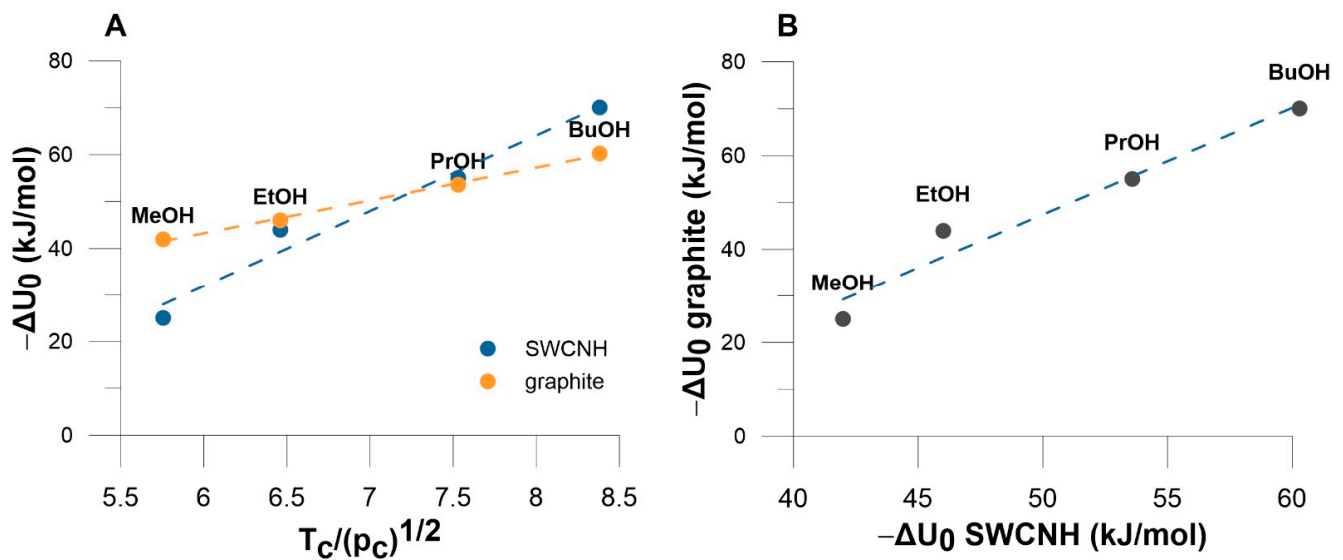 A
80
60
40
20
0
−ΔU0 (kJ/mol)
MeOH
EtOH
PrOH
BuOH
SWCNH
graphite
5.5 6 6.5 7 7.5 8 8.5
Tc/(pc)1/2
B
80
60
40
20
0
−ΔU0 graphite (kJ/mol)
MeOH
EtOH
PrOH
BuOH
40 45 50 55 60
−ΔU0 SWCNH (kJ/mol)